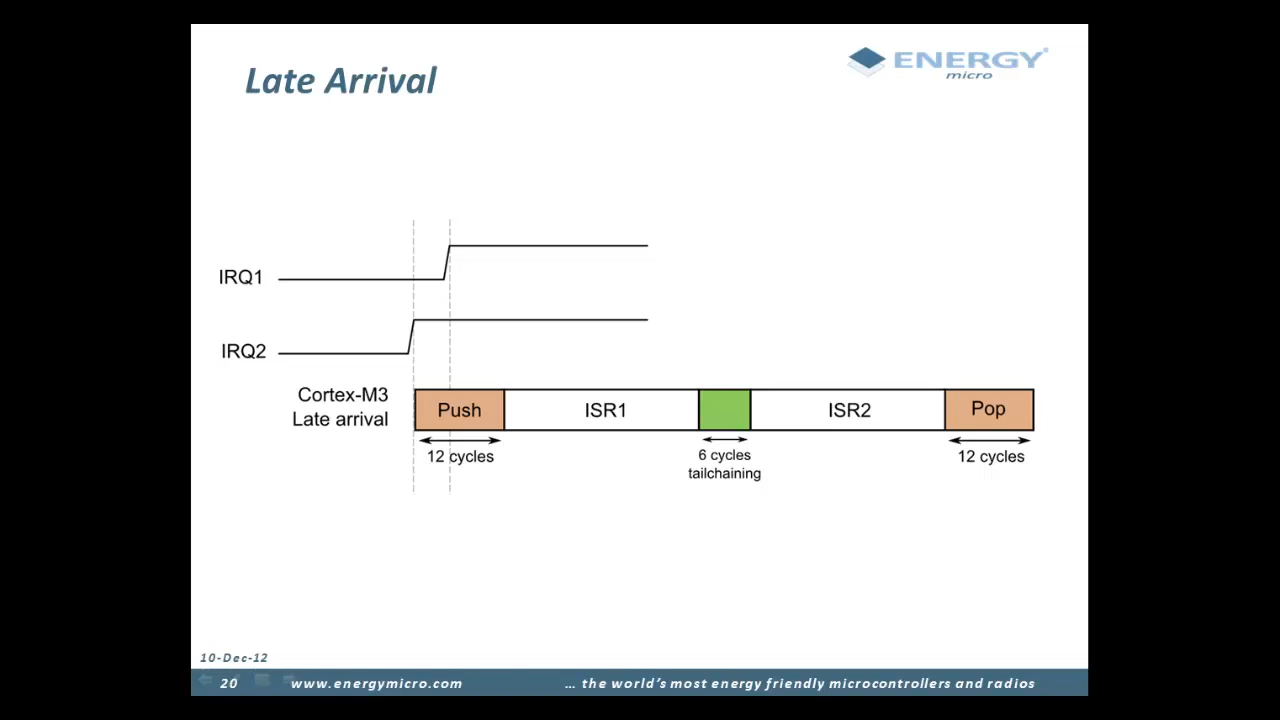 Late Arrival
ENERGY
micro
IRQ1
IRQ2
Cortex-M3
Late arrival
Push
ISR1
ISR2
Pop
12 cycles
6 cycles
tailchaining
12 cycles
10-Dec-12
20
www.energymicro.com
... the world's most energy friendly microcontrollers and radios